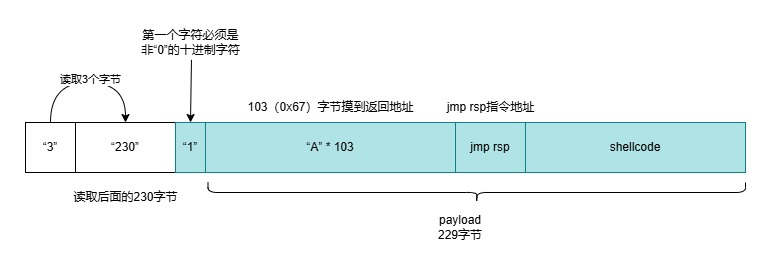 第一个字符必须是
非“0”的十进制字符
读取3个字节
103（0x67）字节摸到返回地址
jmp rsp指令地址
“3”
“230”
“1”
“A” * 103
jmp rsp
shellcode
读取后面的230字节
payload
229字节